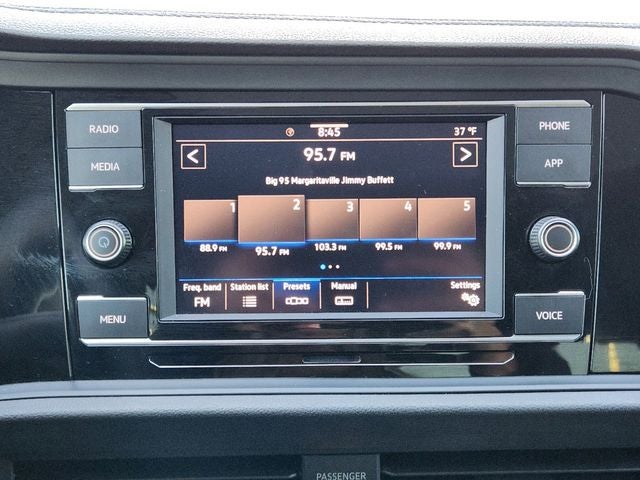 RADIO
MEDIA
MENU
8:45
37 °F
95.7 FM
Big 95 Margaritaville Jimmy Buffett
1 2 3 4 5
88.9 FM 95.7 FM 103.3 FM 99.5 FM 99.9 FM
Freq. band Station list Presets Manual Settings
FM
PHONE
APP
VOICE
PASSENGER